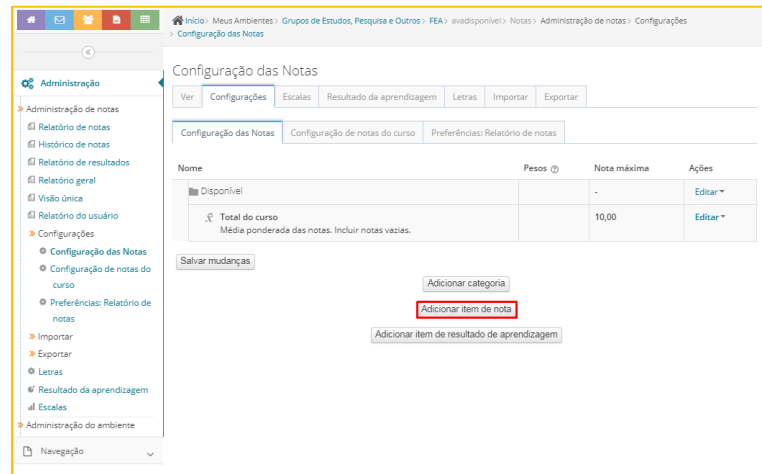 Início > Meus Ambientes > Grupos de Estudos, Pesquisa e Outros > FEA > avadisponível > Notas > Administração de notas > Configurações
> Configuração das Notas
Administração
Administração de notas
Relatório de notas
Histórico de notas
Relatório de resultados
Relatório geral
Visão única
Relatório do usuário
Configurações
Configuração das Notas
Configuração de notas do
curso
Preferências: Relatório de
notas
Importar
Exportar
Letras
Resultado da aprendizagem
Escalas
Administração do ambiente
Navegação
Configuração das Notas
Ver Configurações Escalas Resultado da aprendizagem Letras Importar Exportar
Configuração das Notas Configuração de notas do curso Preferências: Relatório de notas
Nome Pesos Nota máxima Ações
Disponível - Editar
Total do curso 10,00 Editar
Média ponderada das notas. Incluir notas vazias.
Salvar mudanças
Adicionar categoria
Adicionar item de nota
Adicionar item de resultado de aprendizagem